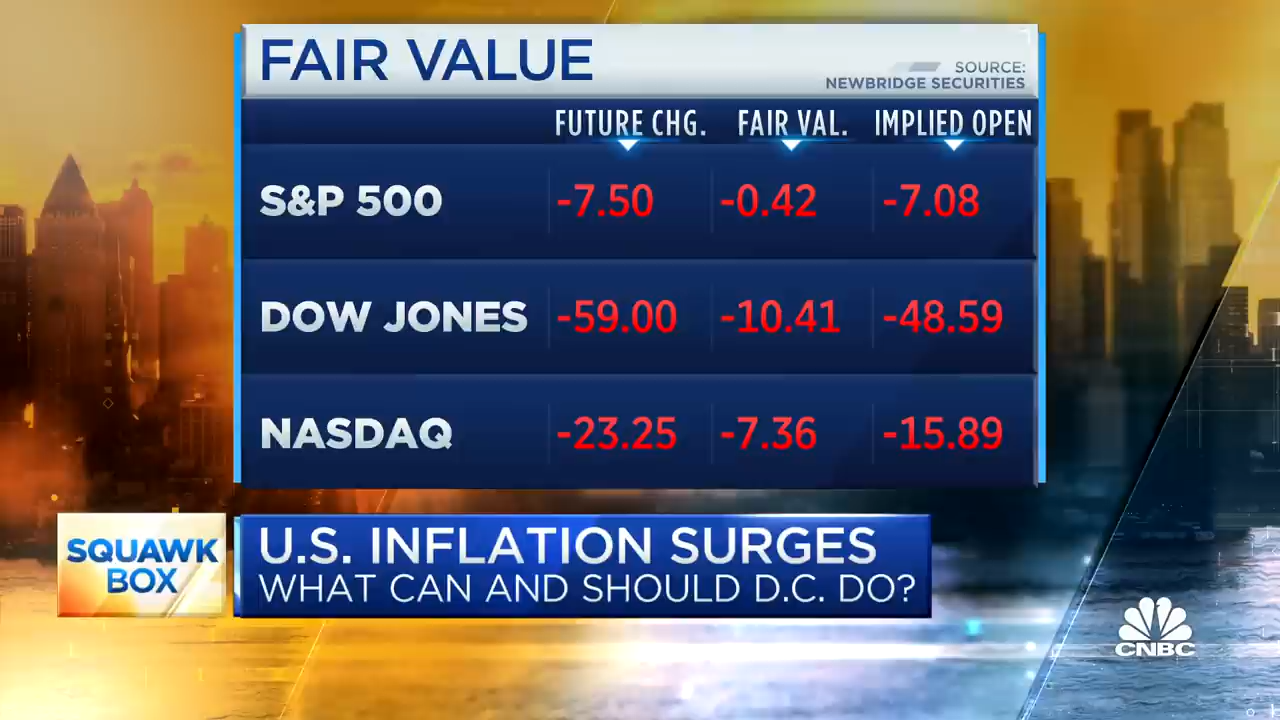 FAIR VALUE
SOURCE:
NEWBRIDGE SECURITIES
FUTURE CHG. FAIR VAL. IMPLIED OPEN
S&P 500 -7.50 -0.42 -7.08
DOW JONES -59.00 -10.41 -48.59
NASDAQ -23.25 -7.36 -15.89
SQUAWK
BOX
U.S. INFLATION SURGES
WHAT CAN AND SHOULD D.C. DO?
CNBC